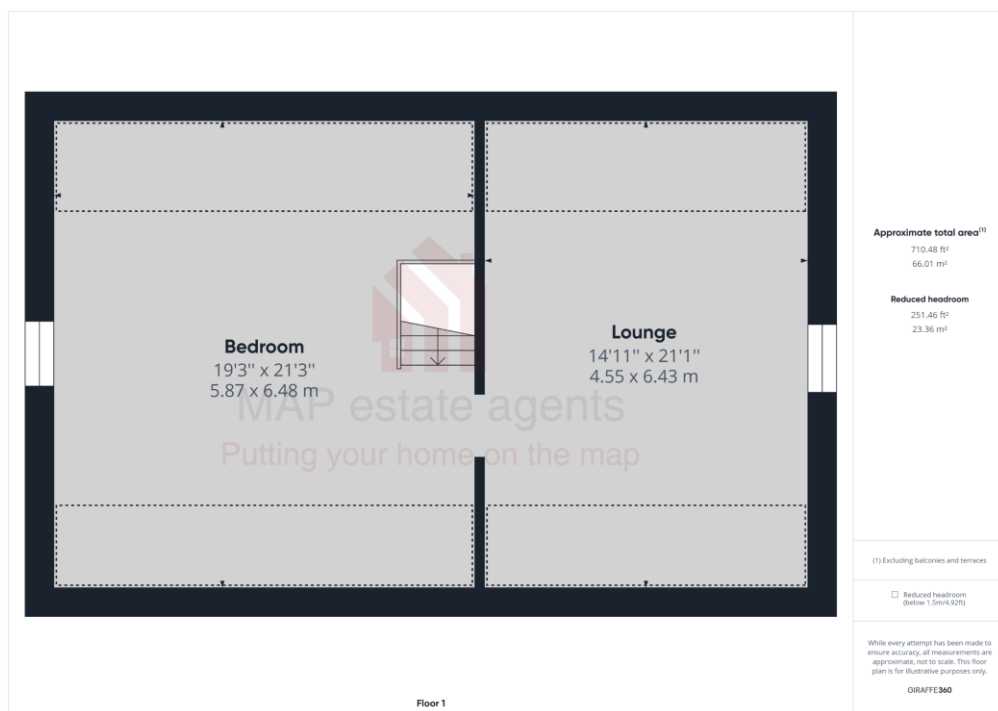 Bedroom
19'3" x 21'3"
5.87 x 6.48 m
Lounge
14'11" x 21'1"
4.55 x 6.43 m
MAP estate agents
Putting your home on the map
Floor 1
Approximate total area(1)
710.48 ft²
66.01 m²
Reduced headroom
251.46 ft²
23.36 m²
(1) Excluding balconies and terraces
Reduced headroom
(below 1.5m/4.92ft)
While every attempt has been made to
ensure accuracy, all measurements are
approximate, not to scale. This floor
plan is for illustrative purposes only.
GIRAFFE360